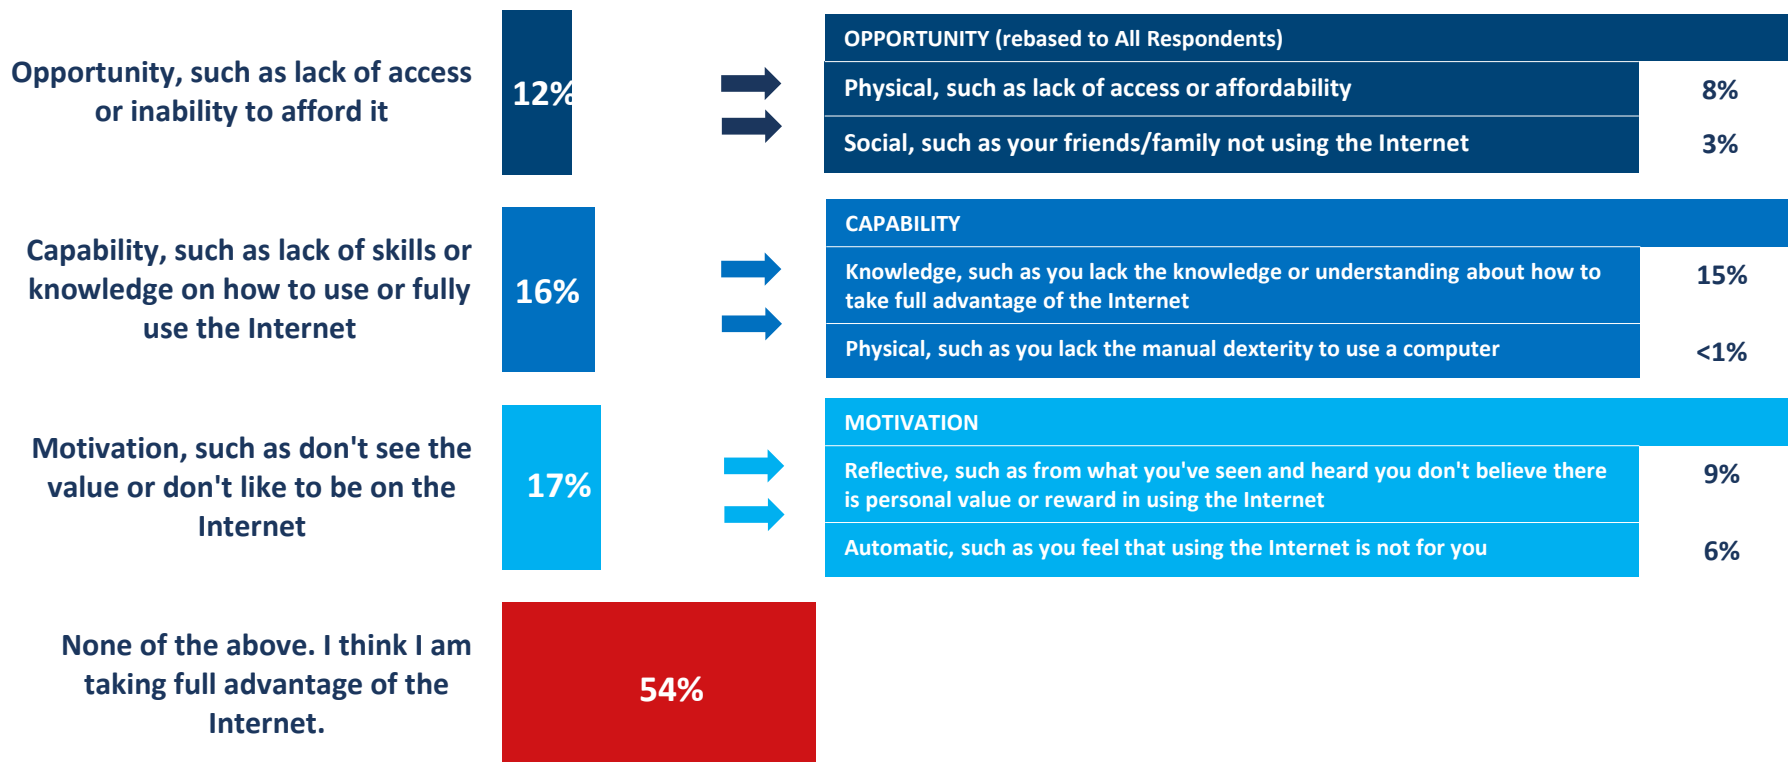 Opportunity, such as lack of access
or inability to afford it
12%
OPPORTUNITY (rebased to All Respondents)
Physical, such as lack of access or affordability
8%
Social, such as your friends/family not using the Internet
3%
Capability, such as lack of skills or
knowledge on how to use or fully
use the Internet
16%
CAPABILITY
Knowledge, such as you lack the knowledge or understanding about how to
take full advantage of the Internet
15%
Physical, such as you lack the manual dexterity to use a computer
<1%
Motivation, such as don't see the
value or don't like to be on the
Internet
17%
MOTIVATION
Reflective, such as from what you've seen and heard you don't believe there
is personal value or reward in using the Internet
9%
Automatic, such as you feel that using the Internet is not for you
6%
None of the above. I think I am
taking full advantage of the
Internet.
54%